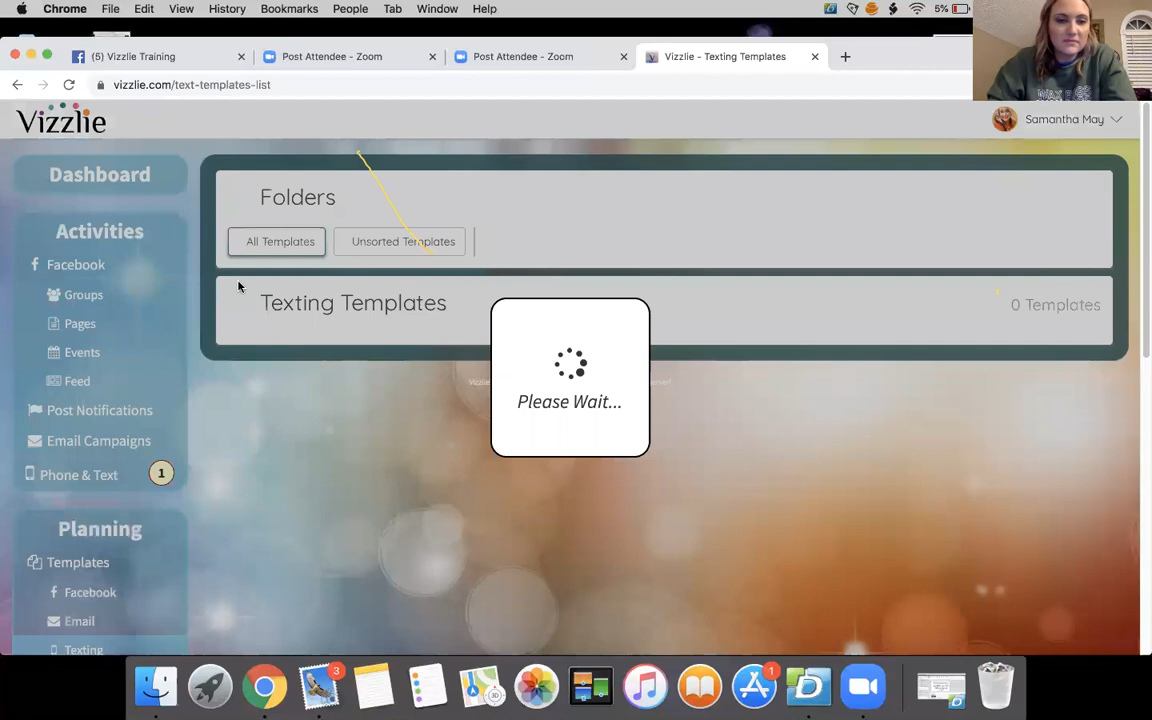 Chrome File Edit View History Bookmarks People Tab Window Help 5%
(5) Vizzlie Training × Post Attendee - Zoom × Post Attendee - Zoom × Vizzlie - Texting Templates × +
vizzlie.com/text-templates-list
Vizzlie Samantha May
Dashboard
Activities
Facebook
Groups
Pages
Events
Feed
Post Notifications
Email Campaigns
Phone & Text 1
Planning
Templates
Facebook
Email
Texting
Folders
All Templates Unsorted Templates
Texting Templates 0 Templates
Please Wait...
3
1